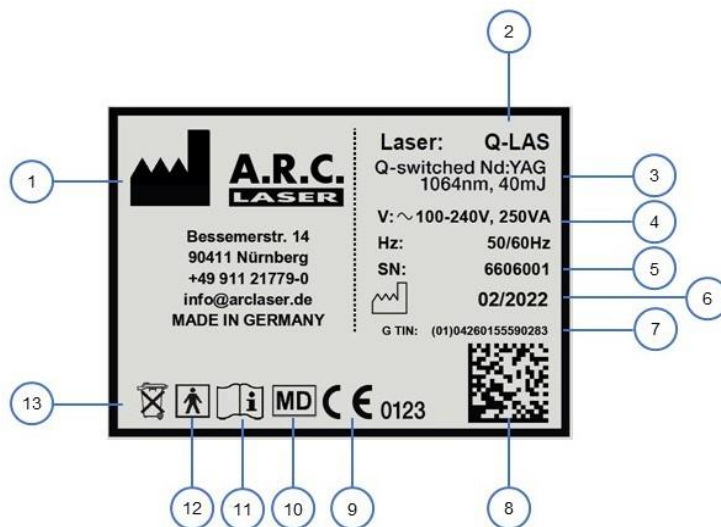 2
A.R.C.
LASER
Bessemerstr. 14
90411 Nürnberg
+49 911 21779-0
info@arclaser.de
MADE IN GERMANY
Laser: Q-LAS
Q-switched Nd:YAG
1064nm, 40mJ
V: ~ 100-240V, 250VA
Hz: 50/60Hz
SN: 6606001
02/2022
G TIN: (01)04260155590283
MD CE 0123
1
3
4
5
6
7
13
12
11
10
9
8